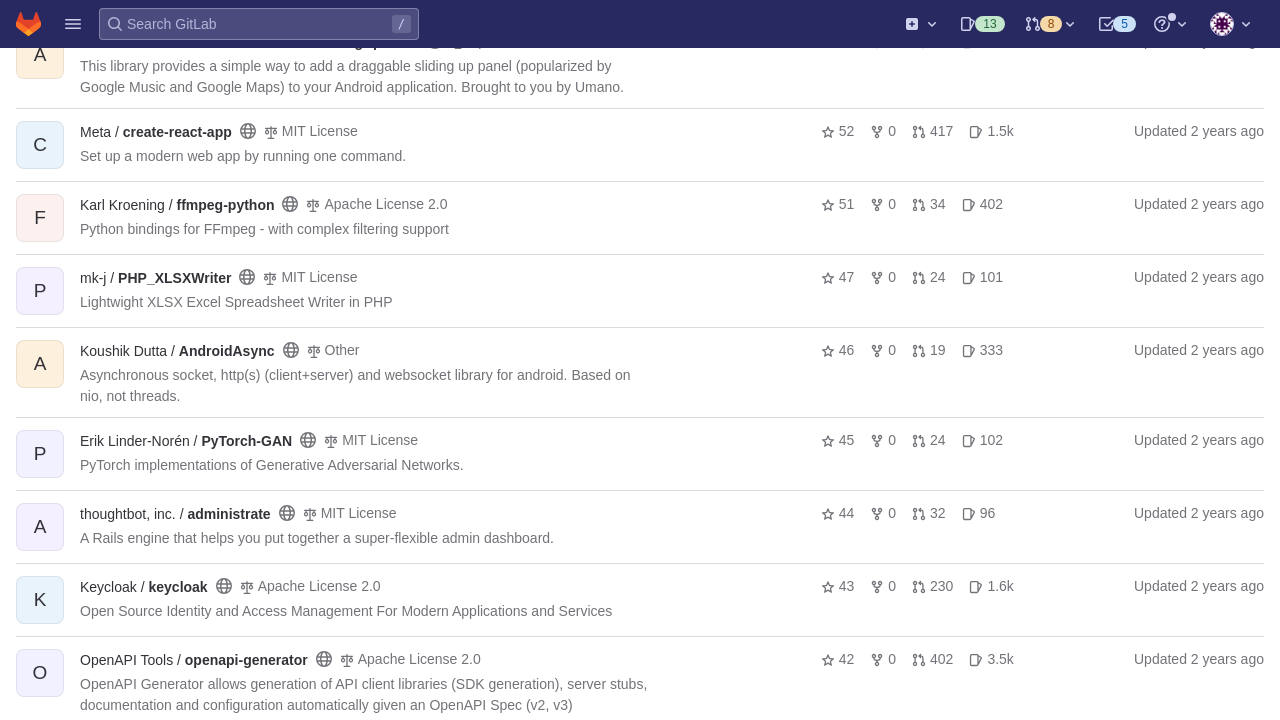 Search GitLab
/
13
8
5
A
This library provides a simple way to add a draggable sliding up panel (popularized by
Google Music and Google Maps) to your Android application. Brought to you by Umano.
C
Meta / create-react-app MIT License 52 0 417 1.5k Updated 2 years ago
Set up a modern web app by running one command.
F
Karl Kroening / ffmpeg-python Apache License 2.0 51 0 34 402 Updated 2 years ago
Python bindings for FFmpeg - with complex filtering support
P
mk-j / PHP_XLSXWriter MIT License 47 0 24 101 Updated 2 years ago
Lightwight XLSX Excel Spreadsheet Writer in PHP
A
Koushik Dutta / AndroidAsync Other 46 0 19 333 Updated 2 years ago
Asynchronous socket, http(s) (client+server) and websocket library for android. Based on
nio, not threads.
P
Erik Linder-Norén / PyTorch-GAN MIT License 45 0 24 102 Updated 2 years ago
PyTorch implementations of Generative Adversarial Networks.
A
thoughtbot, inc. / administrate MIT License 44 0 32 96 Updated 2 years ago
A Rails engine that helps you put together a super-flexible admin dashboard.
K
Keycloak / keycloak Apache License 2.0 43 0 230 1.6k Updated 2 years ago
Open Source Identity and Access Management For Modern Applications and Services
O
OpenAPI Tools / openapi-generator Apache License 2.0 42 0 402 3.5k Updated 2 years ago
OpenAPI Generator allows generation of API client libraries (SDK generation), server stubs,
documentation and configuration automatically given an OpenAPI Spec (v2, v3)